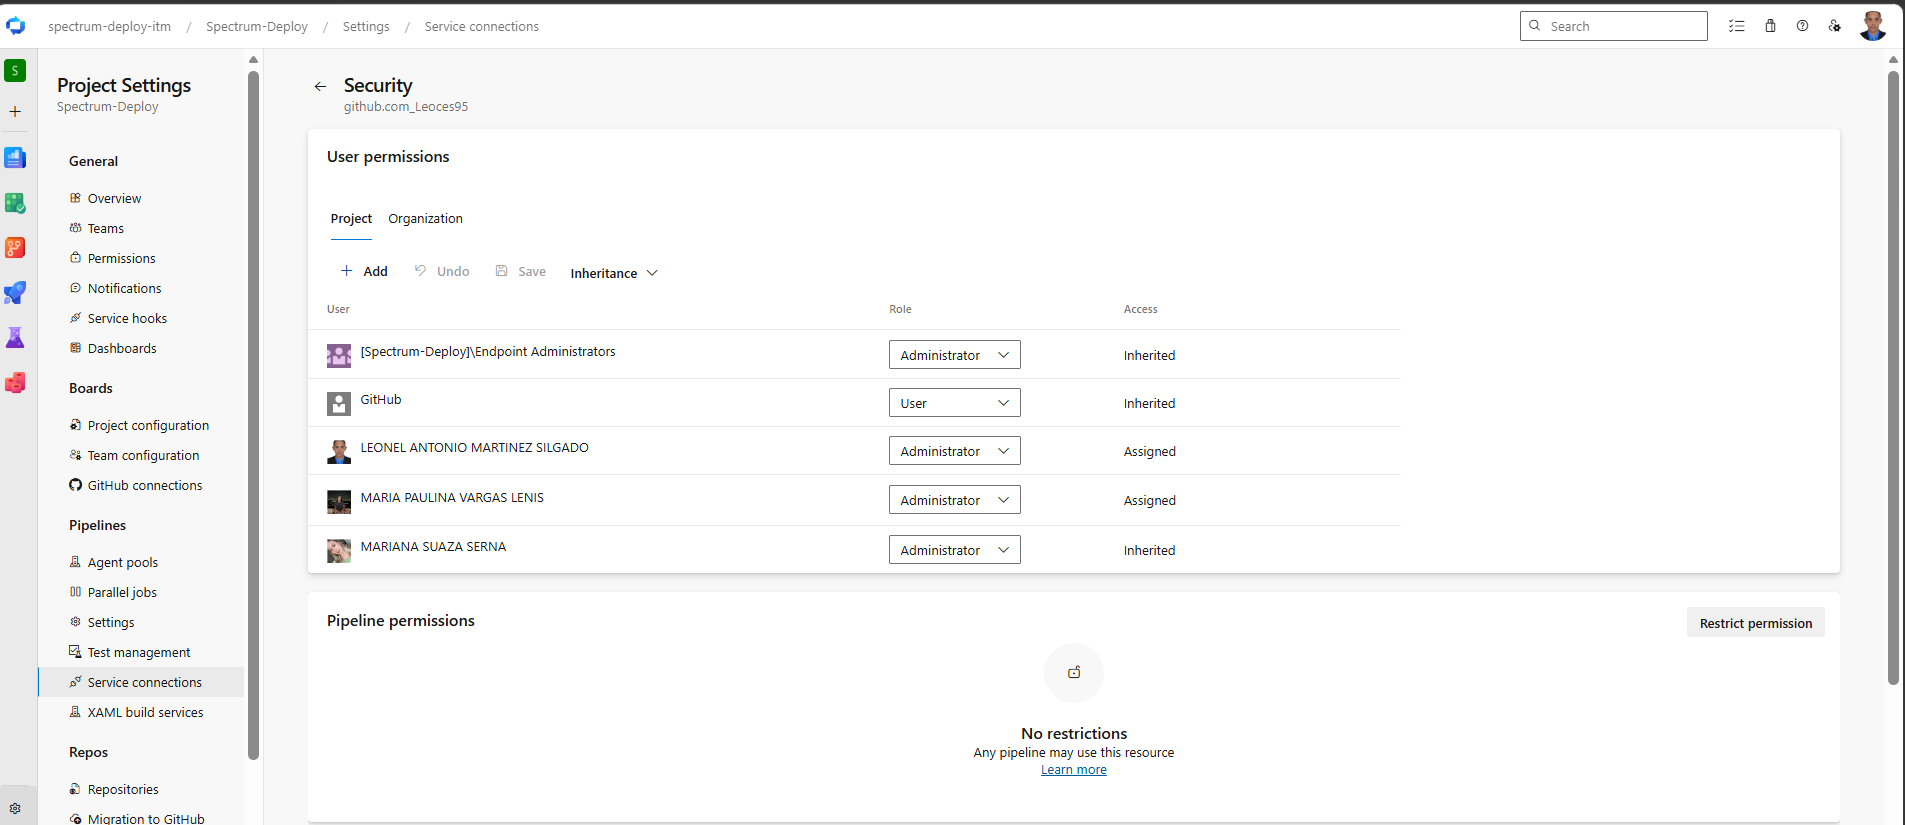 spectrum-deploy-itm / Spectrum-Deploy / Settings / Service connections
Search
S
Project Settings
Spectrum-Deploy
General
Overview
Teams
Permissions
Notifications
Service hooks
Dashboards
Boards
Project configuration
Team configuration
GitHub connections
Pipelines
Agent pools
Parallel jobs
Settings
Test management
Service connections
XAML build services
Repos
Repositories
Migration to GitHub
Security
github.com_Leoces95
User permissions
Project Organization
Add Undo Save Inheritance
User Role Access
[Spectrum-Deploy]\Endpoint Administrators Administrator Inherited
GitHub User Inherited
LEONEL ANTONIO MARTINEZ SILGADO Administrator Assigned
MARIA PAULINA VARGAS LENIS Administrator Assigned
MARIANA SUAZA SERNA Administrator Inherited
Pipeline permissions
Restrict permission
No restrictions
Any pipeline may use this resource
Learn more